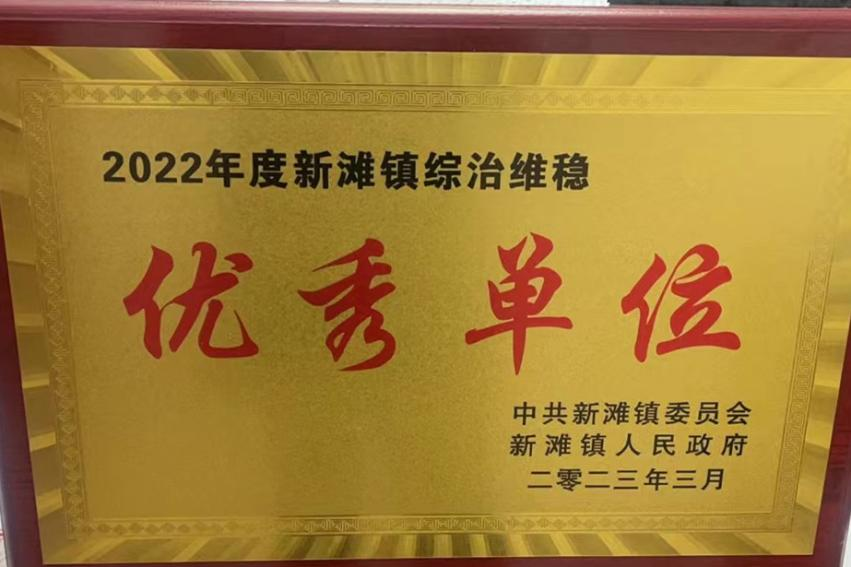 2022年度新滩镇综治维稳
优秀单位
中共新滩镇委员会
新滩镇人民政府
二零二三年三月